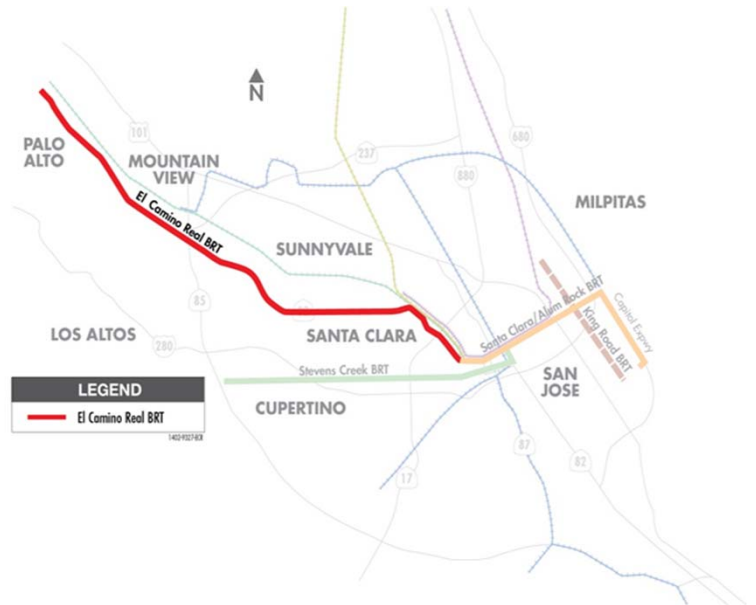 N
PALO
ALTO
101
MOUNTAIN
VIEW
237
680
880
MILPITAS
El Camino Real BRT
SUNNYVALE
85
LOS ALTOS
280
SANTA CLARA
Santa Clara/Alum Rock BRT
King Road BRT
Capitol Expwy
Stevens Creek BRT
SAN
JOSE
CUPERTINO
LEGEND
El Camino Real BRT
87
82
17